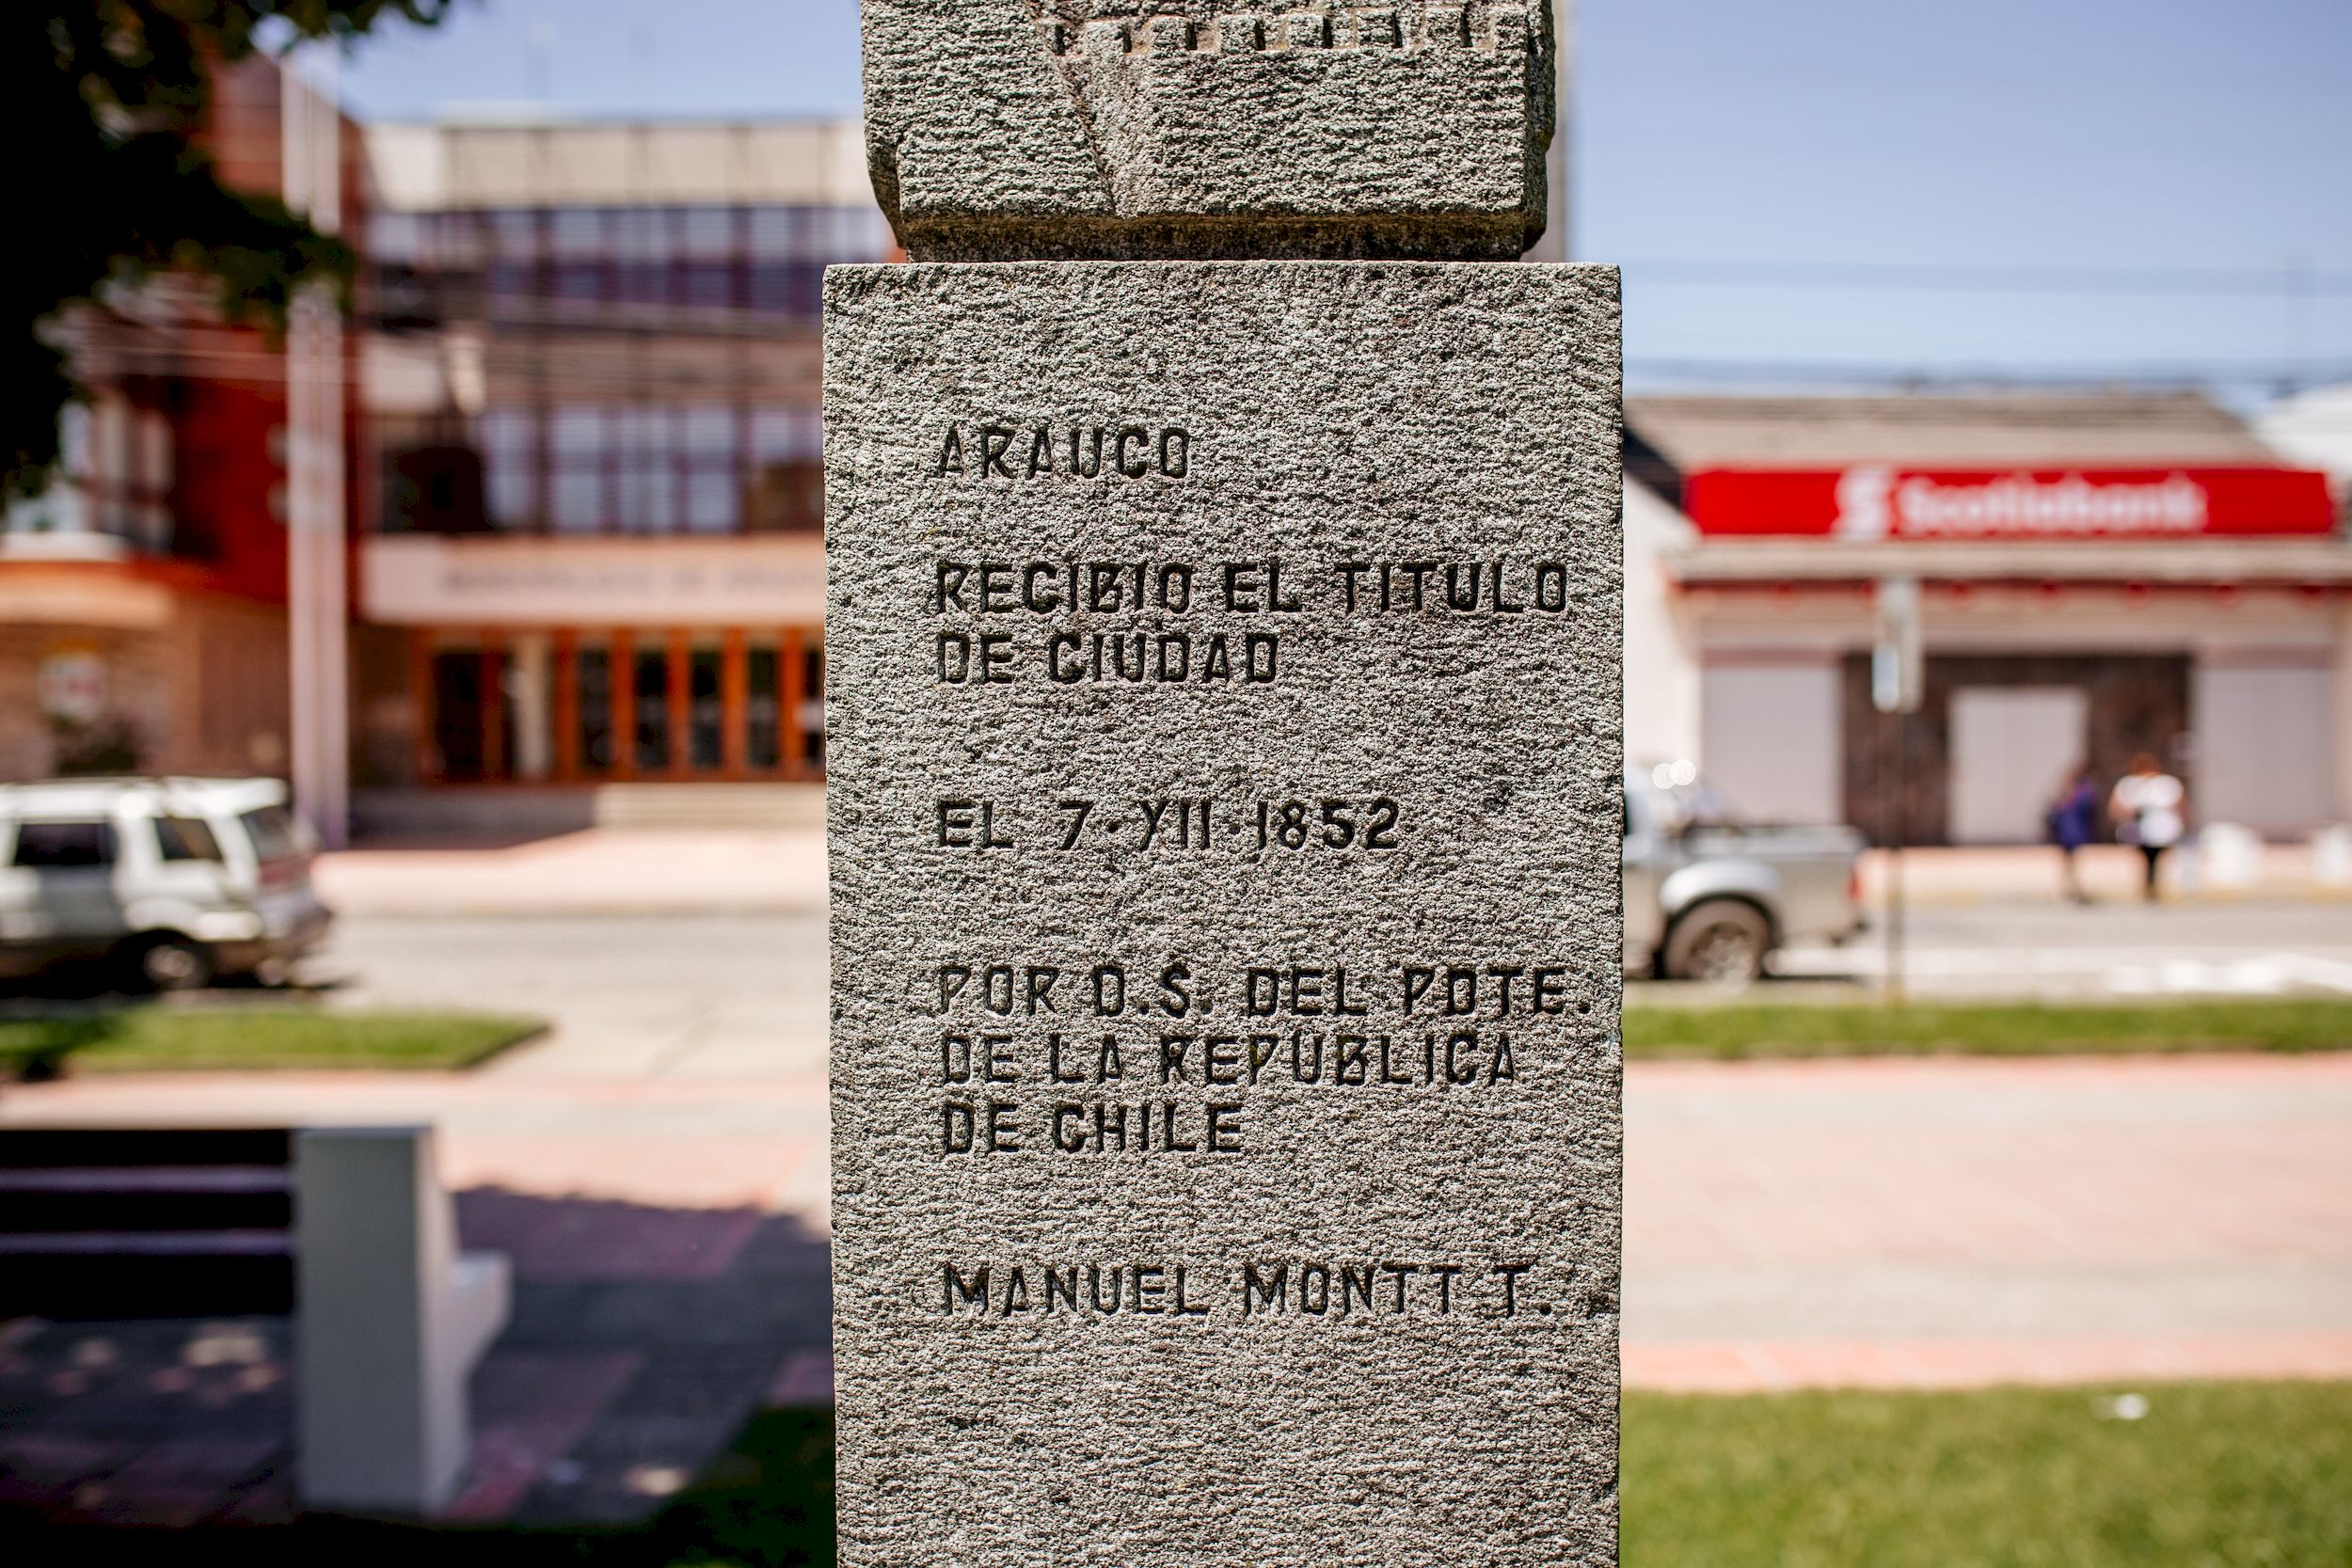 ARAUCO
RECIBIO EL TITULO
DE CIUDAD
EL 7·XII·1852
POR D.S. DEL PDTE.
DE LA REPUBLICA
DE CHILE
MANUEL MONTT T.
Scotiabank